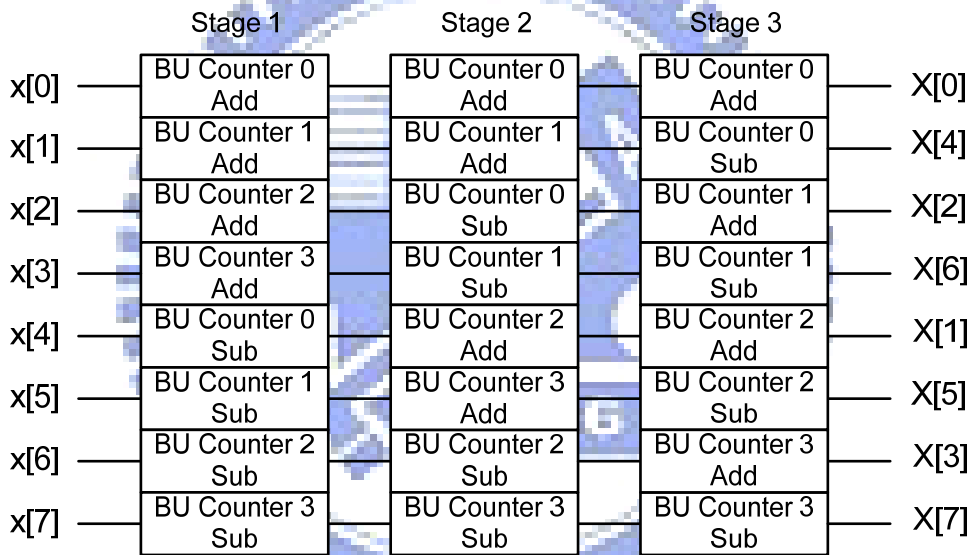 Stage 1 Stage 2 Stage 3
x[0] BU Counter 0 BU Counter 0 BU Counter 0 X[0]
Add Add Add
x[1] BU Counter 1 BU Counter 1 BU Counter 0 X[4]
Add Add Sub
x[2] BU Counter 2 BU Counter 0 BU Counter 1 X[2]
Add Sub Add
x[3] BU Counter 3 BU Counter 1 BU Counter 1 X[6]
Add Sub Sub
x[4] BU Counter 0 BU Counter 2 BU Counter 2 X[1]
Sub Add Add
x[5] BU Counter 1 BU Counter 3 BU Counter 2 X[5]
Sub Add Sub
x[6] BU Counter 2 BU Counter 2 BU Counter 3 X[3]
Sub Sub Add
x[7] BU Counter 3 BU Counter 3 BU Counter 3 X[7]
Sub Sub Sub